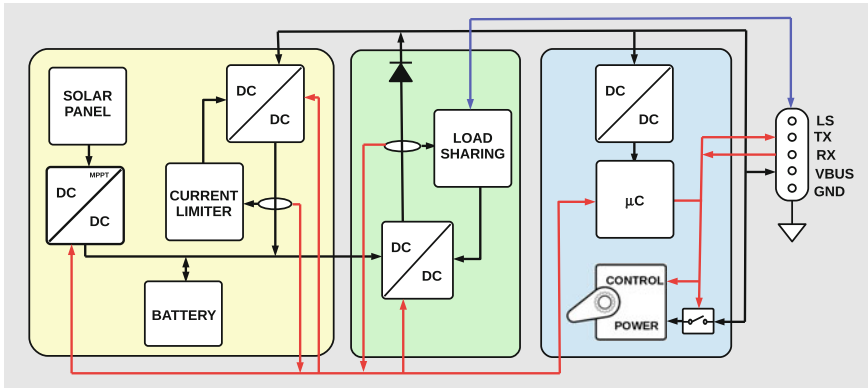 SOLAR
PANEL
MPPT
DC
DC
DC
DC
CURRENT
LIMITER
BATTERY
LOAD
SHARING
DC
DC
DC
DC
µC
CONTROL
POWER
LS
TX
RX
VBUS
GND